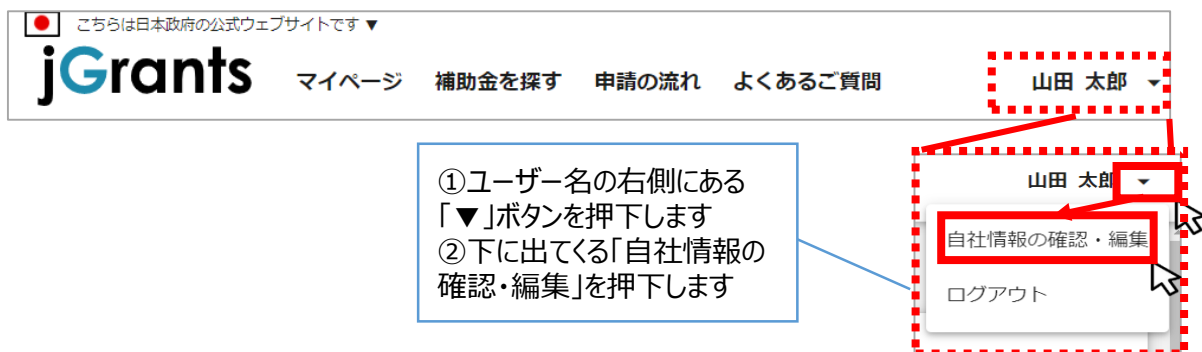 こちらは日本政府の公式ウェブサイトです ▼
jGrants マイページ 補助金を探す 申請の流れ よくあるご質問 山田 太郎 ▼
①ユーザー名の右側にある
「▼」ボタンを押下します
②下に出てくる「自社情報の
確認・編集」を押下します
山田 太郎 ▼
自社情報の確認・編集
ログアウト